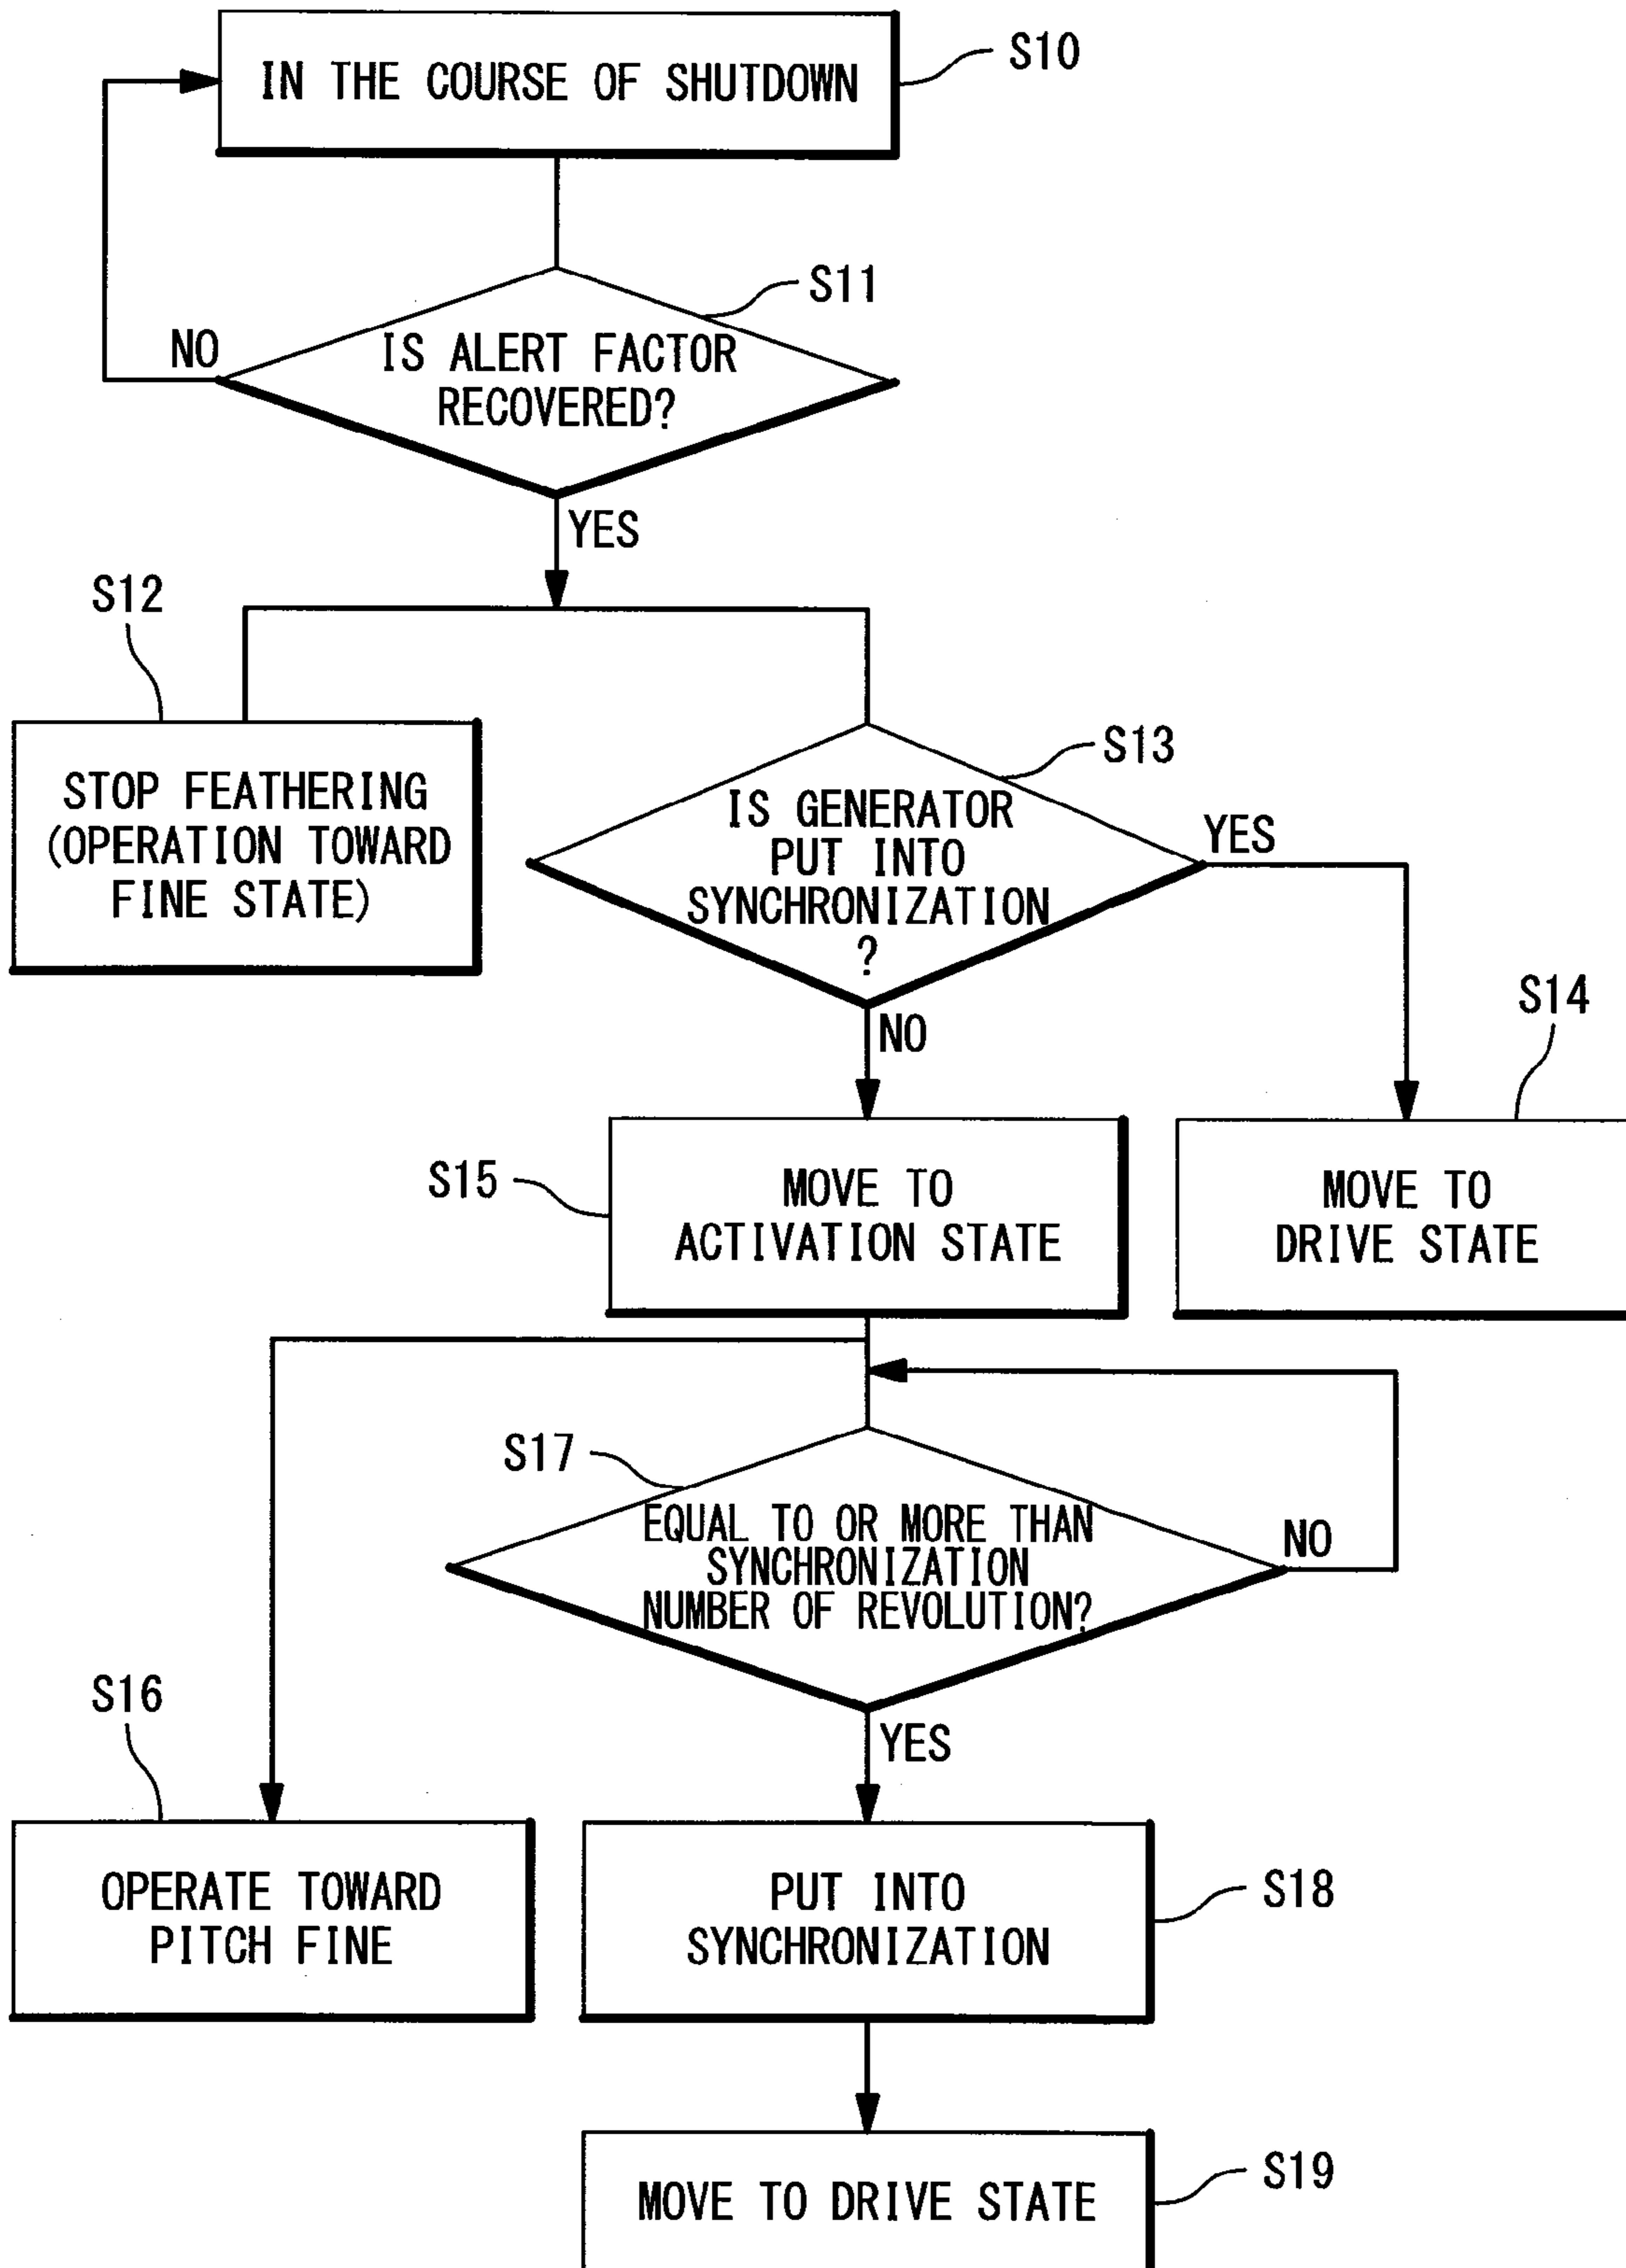 IN THE COURSE OF SHUTDOWN
S10
S11
IS ALERT FACTOR
RECOVERED?
NO
YES
S12
STOP FEATHERING
(OPERATION TOWARD
FINE STATE)
S13
IS GENERATOR
PUT INTO
SYNCHRONIZATION
?
YES
NO
S14
MOVE TO
DRIVE STATE
S15
MOVE TO
ACTIVATION STATE
S17
EQUAL TO OR MORE THAN
SYNCHRONIZATION
NUMBER OF REVOLUTION?
NO
YES
S16
OPERATE TOWARD
PITCH FINE
PUT INTO
SYNCHRONIZATION
S18
MOVE TO DRIVE STATE
S19